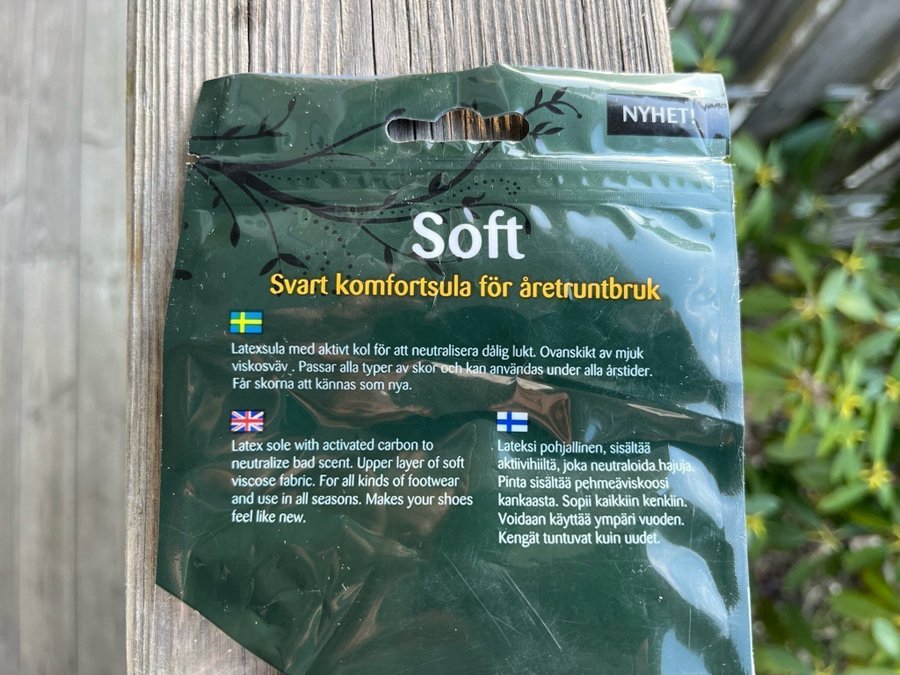 NYHET!
Soft
Svart komfortsula för åretruntbruk
Latexsula med aktivt kol för att neutralisera dålig lukt. Ovanskikt av mjuk
viskosväv . Passar alla typer av skor och kan användas under alla årstider.
Får skorna att kännas som nya.
Latex sole with activated carbon to
neutralize bad scent. Upper layer of soft
viscose fabric. For all kinds of footwear
and use in all seasons. Makes your shoes
feel like new.
Lateksi pohjallinen, sisältää
aktiivihiiltä, joka neutraloida hajuja.
Pinta sisältää pehmeäviskoosi
kankaasta. Sopii kaikkiin kenkiin.
Voidaan käyttää ympäri vuoden.
Kengät tuntuvat kuin uudet.